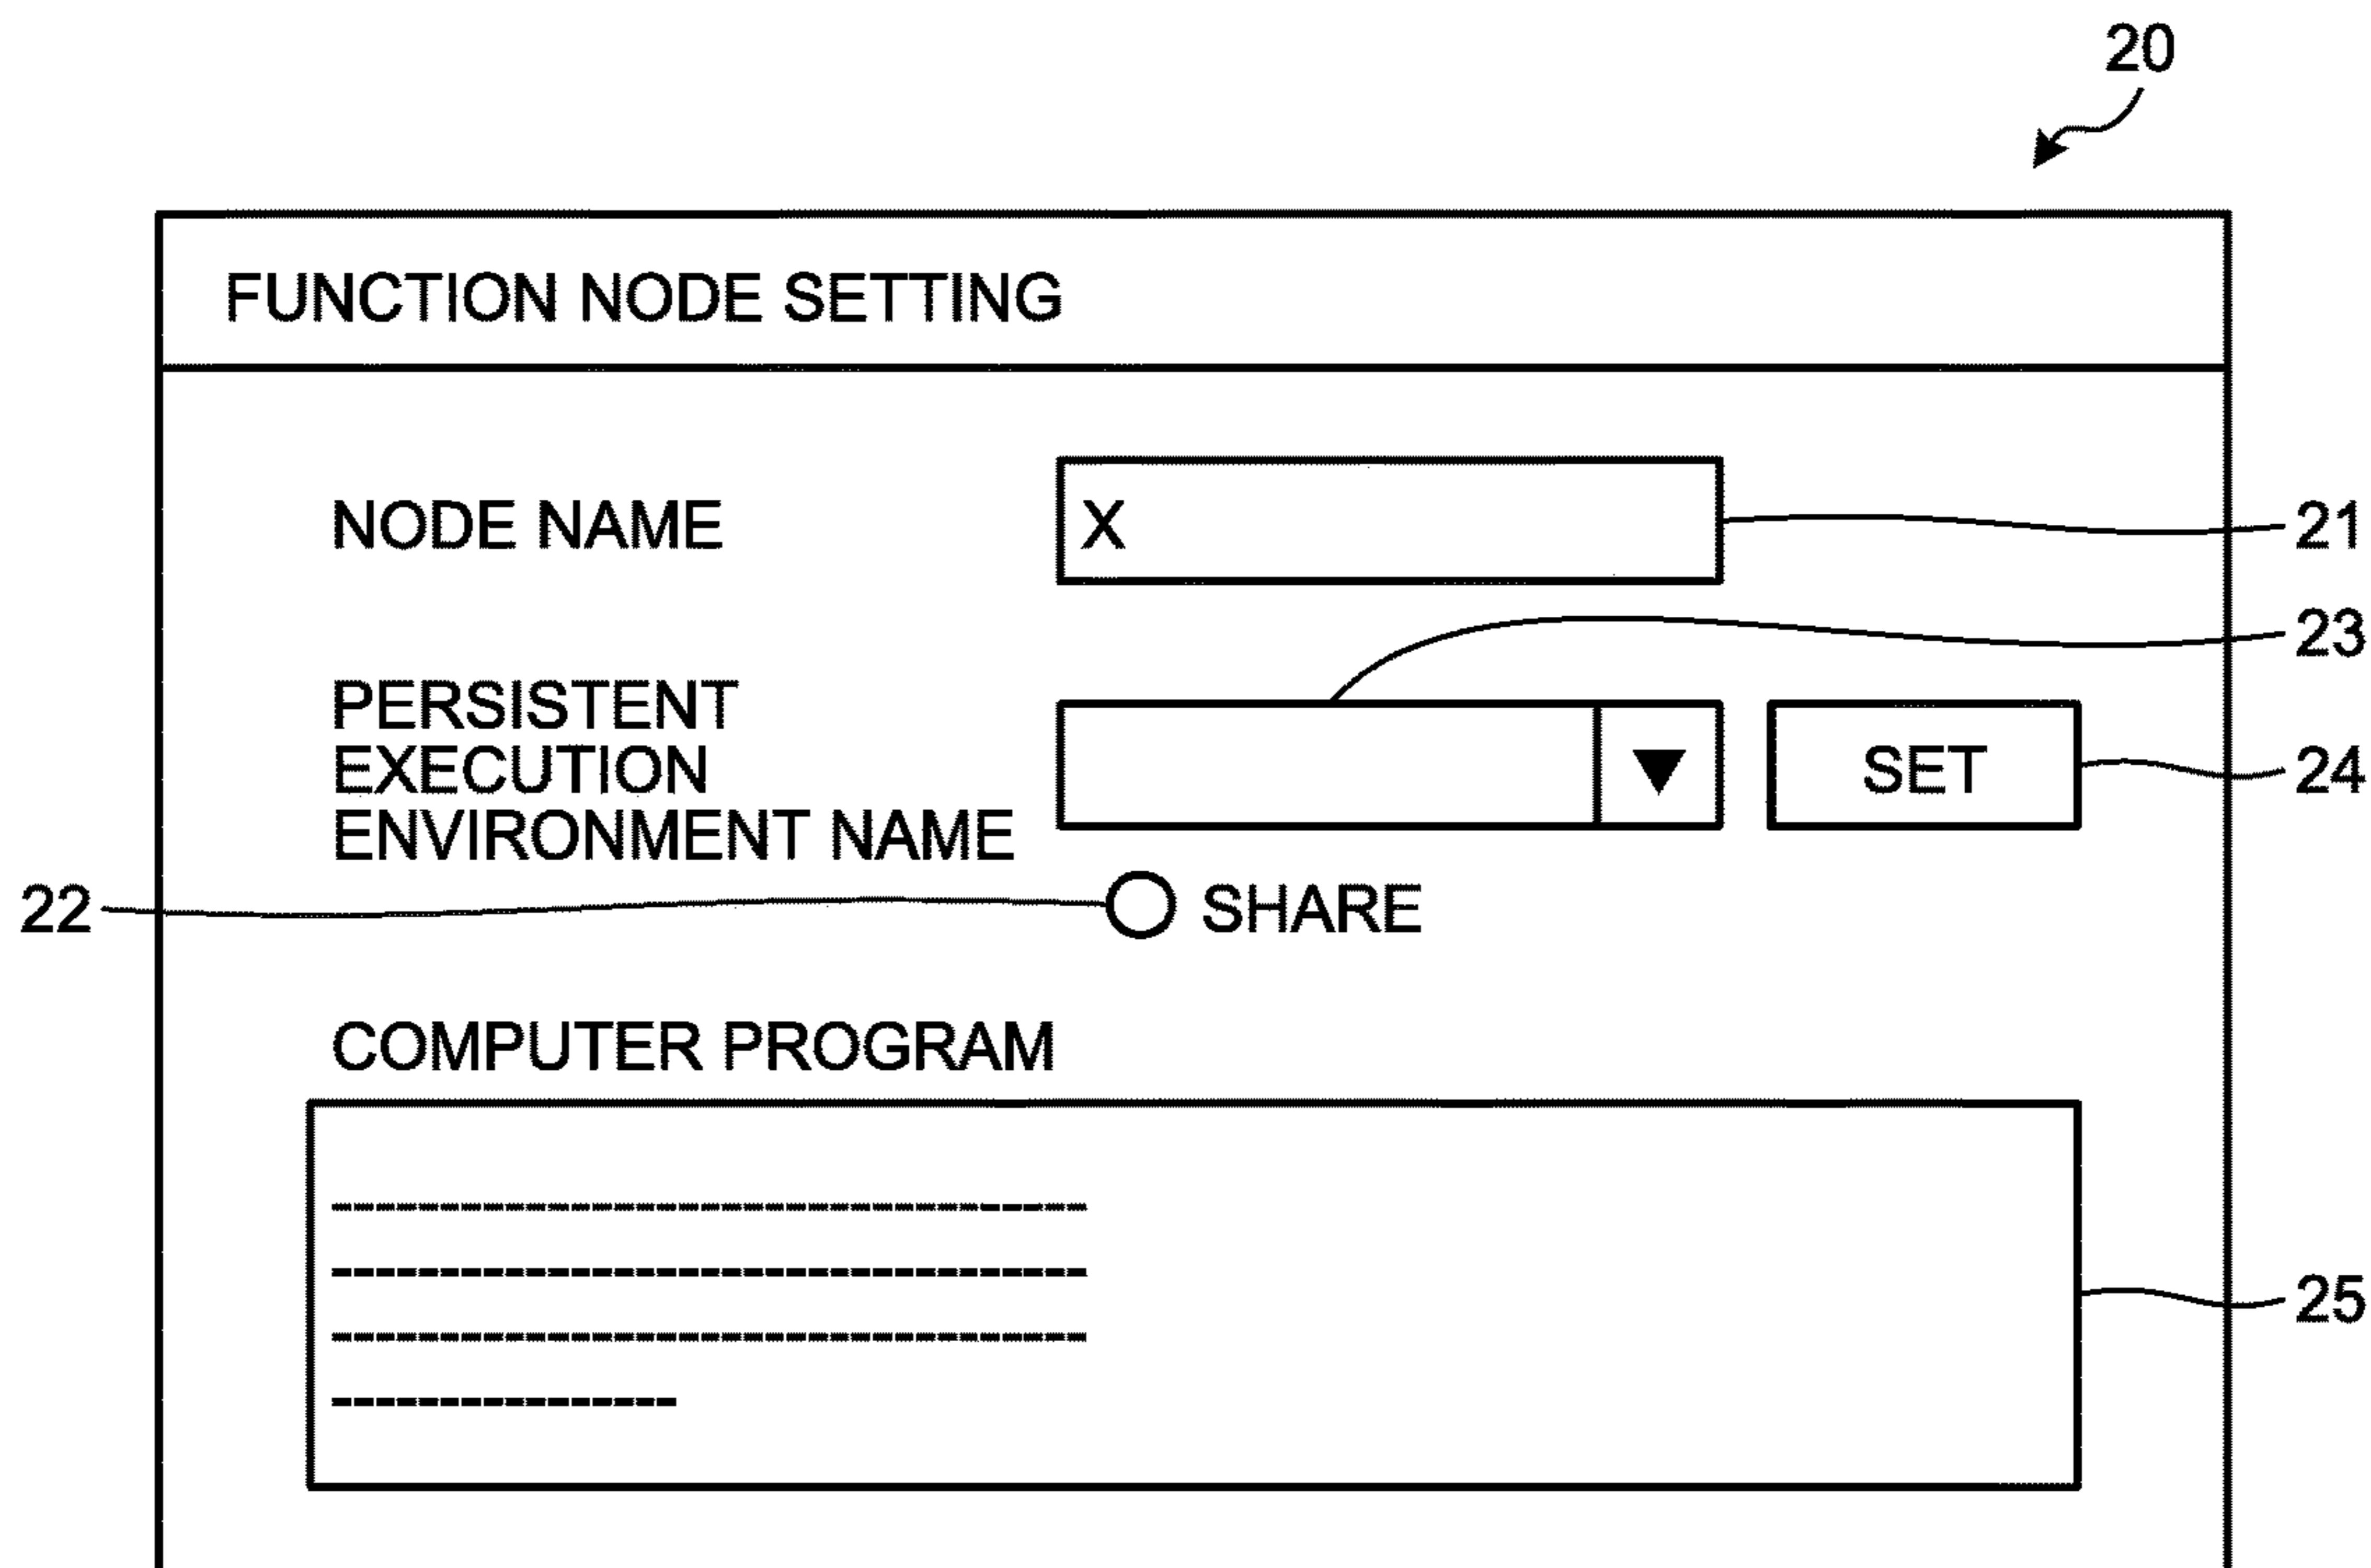 20
FUNCTION NODE SETTING
NODE NAME
X
21
23
PERSISTENT
EXECUTION
ENVIRONMENT NAME
SET
24
22
SHARE
COMPUTER PROGRAM
25